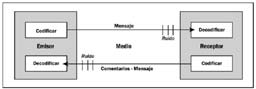 Mensaje
Codificar
Decodificar
Ruido
Emisor
Medio
Receptor
Ruido
Decodificar
Codificar
Comentarios - Mensaje